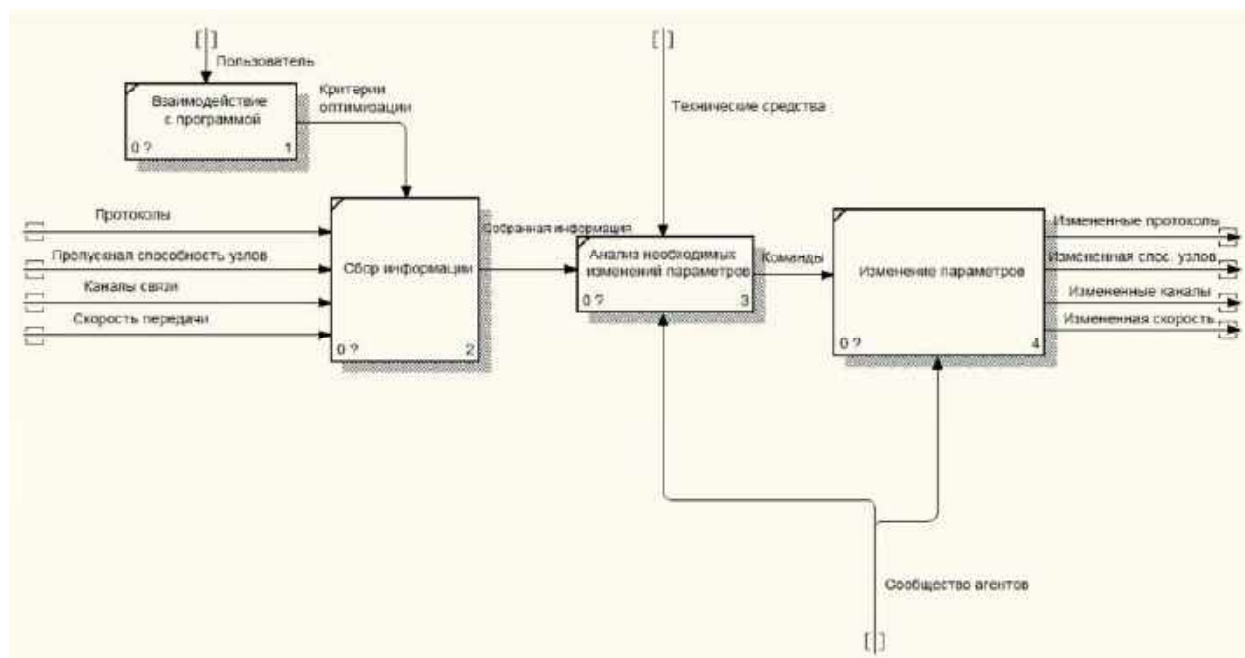 Пользователь
Взаимодействие
с программой
0 ?
1
Критерии
оптимизации
Технические средства
Протоколы
Пропускная способность узлов
Каналы связи
Скорость передачи
Сбор информации
0 ?
2
Собранная информация
Анализ необходимых
изменений параметров
0 ?
3
Команды
Изменение параметров
0 ?
4
Измененные протоколы
Измененная спос. узлов
Измененные каналы
Измененная скорость
Сообщество агентов